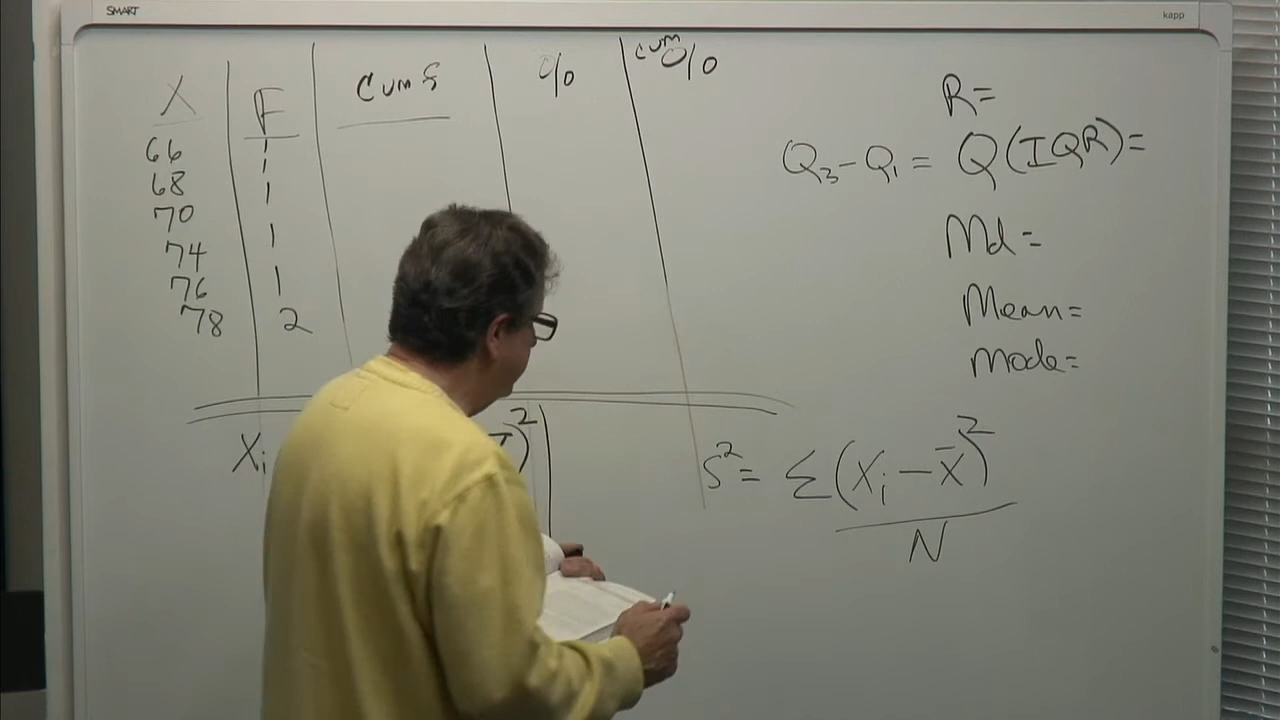 SMART
kapp
X F Cum f % cum %
66 1
68 1
70 1
74 1
76 1
78 2
R=
Q₃-Q₁= Q(IQR)=
Md=
Mean=
Mode=
Xᵢ )²
S²= Σ(Xᵢ-X̄)²
N